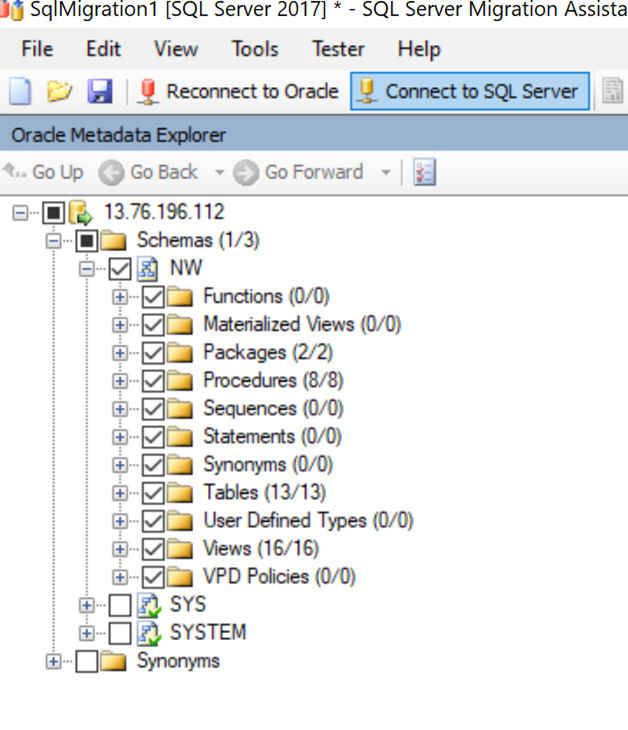 SqlMigration1 [SQL Server 2017] * - SQL Server Migration Assista
File Edit View Tools Tester Help
Reconnect to Oracle Connect to SQL Server
Oracle Metadata Explorer
Go Up Go Back Go Forward
13.76.196.112
Schemas (1/3)
NW
Functions (0/0)
Materialized Views (0/0)
Packages (2/2)
Procedures (8/8)
Sequences (0/0)
Statements (0/0)
Synonyms (0/0)
Tables (13/13)
User Defined Types (0/0)
Views (16/16)
VPD Policies (0/0)
SYS
SYSTEM
Synonyms